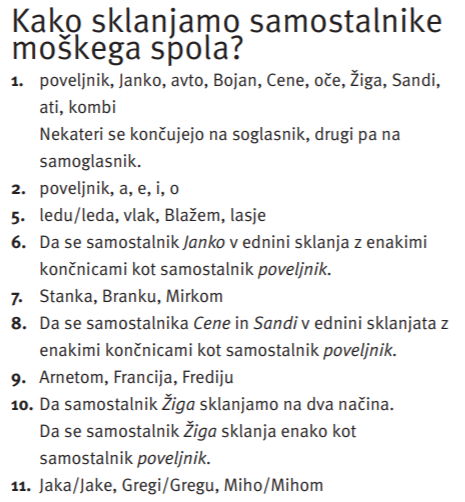 Kako sklanjamo samostalnike
moškega spola?
1. poveljnik, Janko, avto, Bojan, Cene, oče, Žiga, Sandi,
ati, kombi
Nekateri se končujejo na soglasnik, drugi pa na
samoglasnik.
2. poveljnik, a, e, i, o
5. ledu/leda, vlak, Blažem, lasje
6. Da se samostalnik Janko v ednini sklanja z enakimi
končnicami kot samostalnik poveljnik.
7. Stanka, Branku, Mirkom
8. Da se samostalnika Cene in Sandi v ednini sklanjata z
enakimi končnicami kot samostalnik poveljnik.
9. Arnetom, Francija, Frediju
10. Da samostalnik Žiga sklanjamo na dva načina.
Da se samostalnik Žiga sklanja enako kot
samostalnik poveljnik.
11. Jaka/Jake, Gregi/Gregu, Miho/Mihom